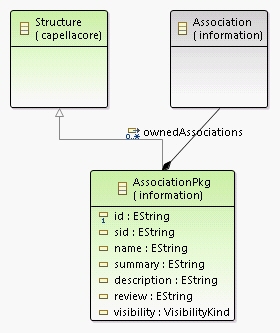 Structure
( capellacore)
Association
( information)
0..*
ownedAssociations
AssociationPkg
( information)
1
id : EString
sid : EString
name : EString
summary : EString
description : EString
review : EString
visibility : VisibilityKind